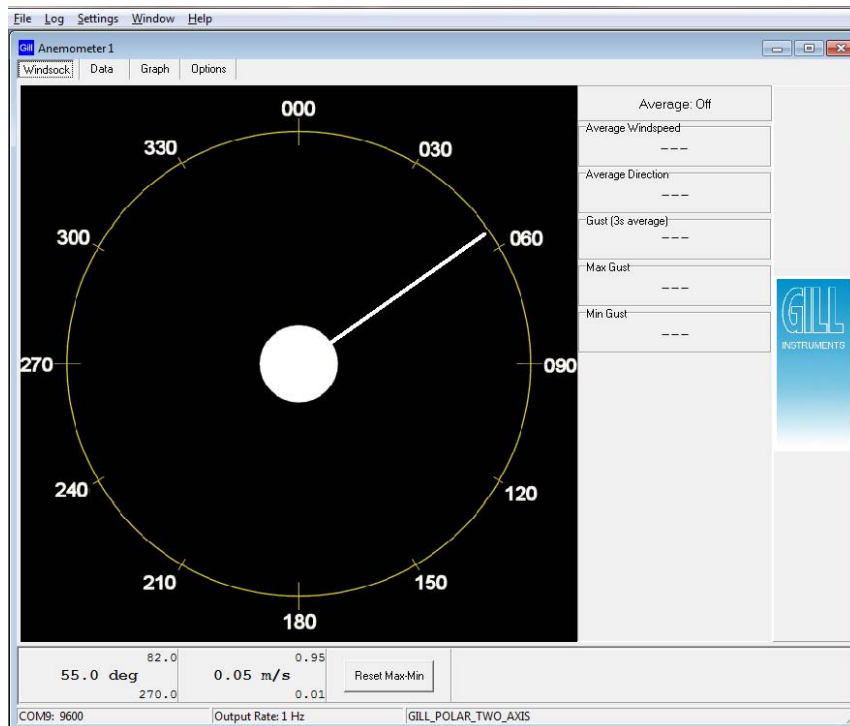 File Log Settings Window Help
Gill Anemometer 1
Windsock Data Graph Options
000
030
060
090
120
150
180
210
240
270
300
330
Average: Off
Average Windspeed
---
Average Direction
---
Gust (3s average)
---
Max Gust
---
Min Gust
---
GILL
INSTRUMENTS
82.0
55.0 deg
270.0
0.95
0.05 m/s
0.01
Reset Max-Min
COM9: 9600 Output Rate: 1 Hz GILL_POLAR_TWO_AXIS